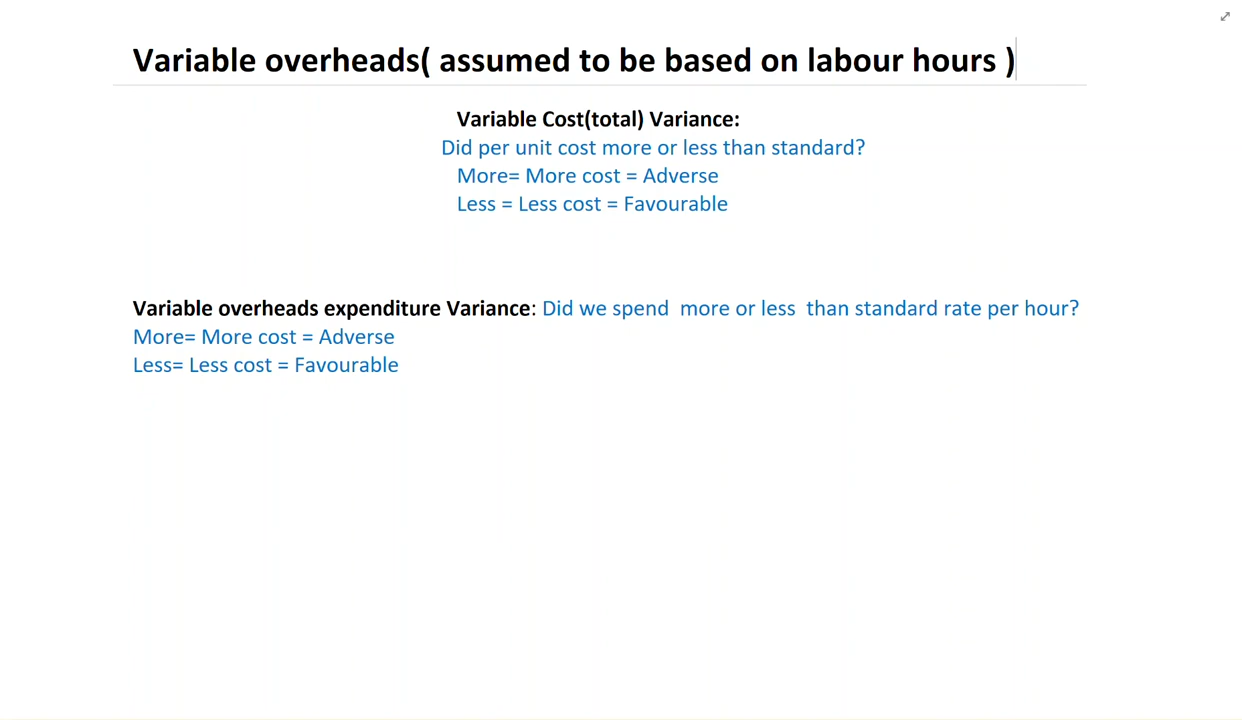 Variable overheads( assumed to be based on labour hours )
Variable Cost(total) Variance:
Did per unit cost more or less than standard?
More= More cost = Adverse
Less = Less cost = Favourable
Variable overheads expenditure Variance: Did we spend  more or less  than standard rate per hour?
More= More cost = Adverse
Less= Less cost = Favourable